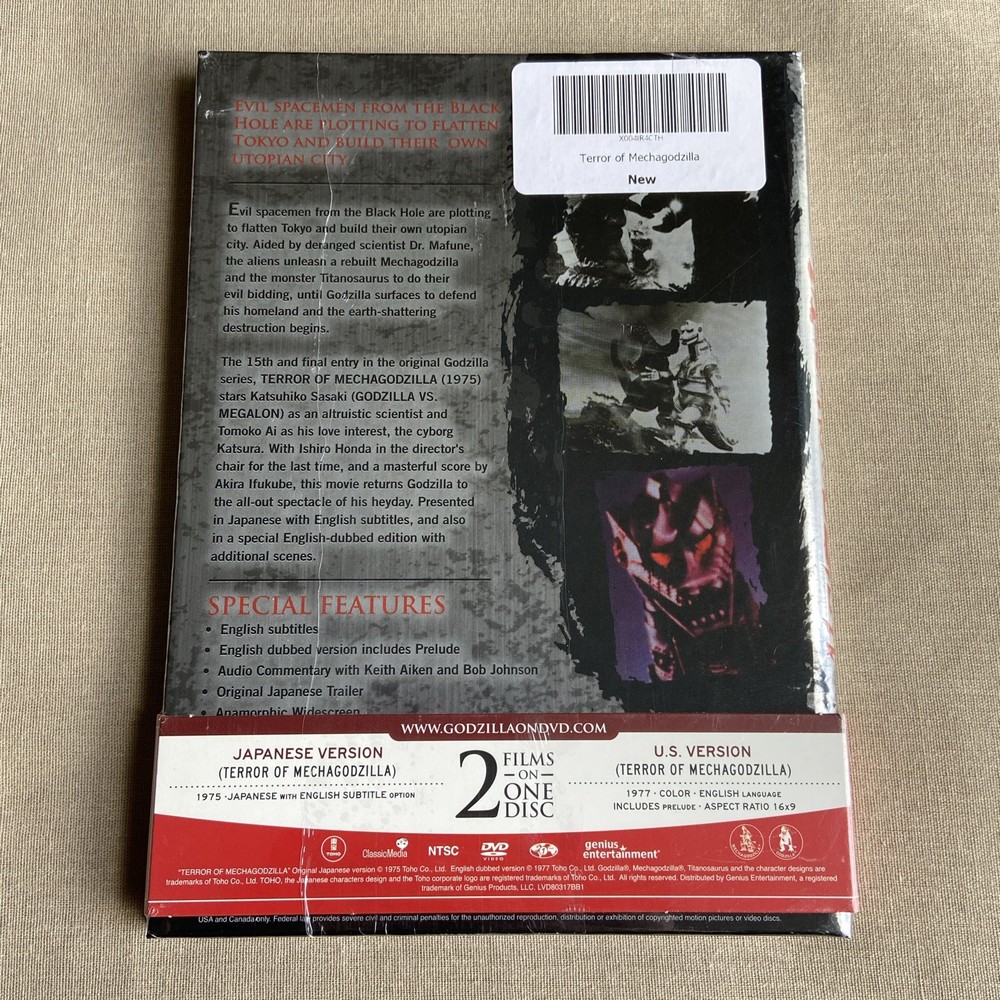 EVIL SPACEMEN FROM THE BLACK
HOLE ARE PLOTTING TO FLATTEN
TOKYO AND BUILD THEIR OWN
UTOPIAN CITY.
X004IR4CTH
Terror of Mechagodzilla
New
Evil spacemen from the Black Hole are plotting
to flatten Tokyo and build their own utopian
city. Aided by deranged scientist Dr. Mafune,
the aliens unleash a rebuilt Mechagodzilla
and the monster Titanosaurus to do their
evil bidding, until Godzilla surfaces to defend
his homeland and the earth-shattering
destruction begins.
The 15th and final entry in the original Godzilla
series, TERROR OF MECHAGODZILLA (1975)
stars Katsuhiko Sasaki (GODZILLA VS.
MEGALON) as an altruistic scientist and
Tomoko Ai as his love interest, the cyborg
Katsura. With Ishiro Honda in the director's
chair for the last time, and a masterful score by
Akira Ifukube, this movie returns Godzilla to
the all-out spectacle of his heyday. Presented
in Japanese with English subtitles, and also
in a special English-dubbed edition with
additional scenes.
SPECIAL FEATURES
• English subtitles
• English dubbed version includes Prelude
• Audio Commentary with Keith Aiken and Bob Johnson
• Original Japanese Trailer
• Anamorphic Widescreen
WWW.GODZILLAONDVD.COM
JAPANESE VERSION
(TERROR OF MECHAGODZILLA)
1975 · JAPANESE WITH ENGLISH SUBTITLE OPTION
2 FILMS
ON
ONE
DISC
U.S. VERSION
(TERROR OF MECHAGODZILLA)
1977 · COLOR · ENGLISH LANGUAGE
INCLUDES PRELUDE · ASPECT RATIO 16x9
東宝
TOHO
ClassicMedia
NTSC
DVD
VIDEO
genius
entertainment
"TERROR OF MECHAGODZILLA" Original Japanese version © 1975 Toho Co., Ltd. English dubbed version © 1977 Toho Co., Ltd. Godzilla®, Mechagodzilla®, Titanosaurus and the character designs are
trademarks of Toho Co., Ltd. TOHO, the Japanese characters design and the Toho corporate logo are registered trademarks of Toho Co., Ltd. All rights reserved. Distributed by Genius Entertainment, a registered
trademark of Genius Products, LLC. LVD80317BB1
USA and Canada only. Federal law provides severe civil and criminal penalties for the unauthorized reproduction, distribution or exhibition of copyrighted motion pictures or video discs.